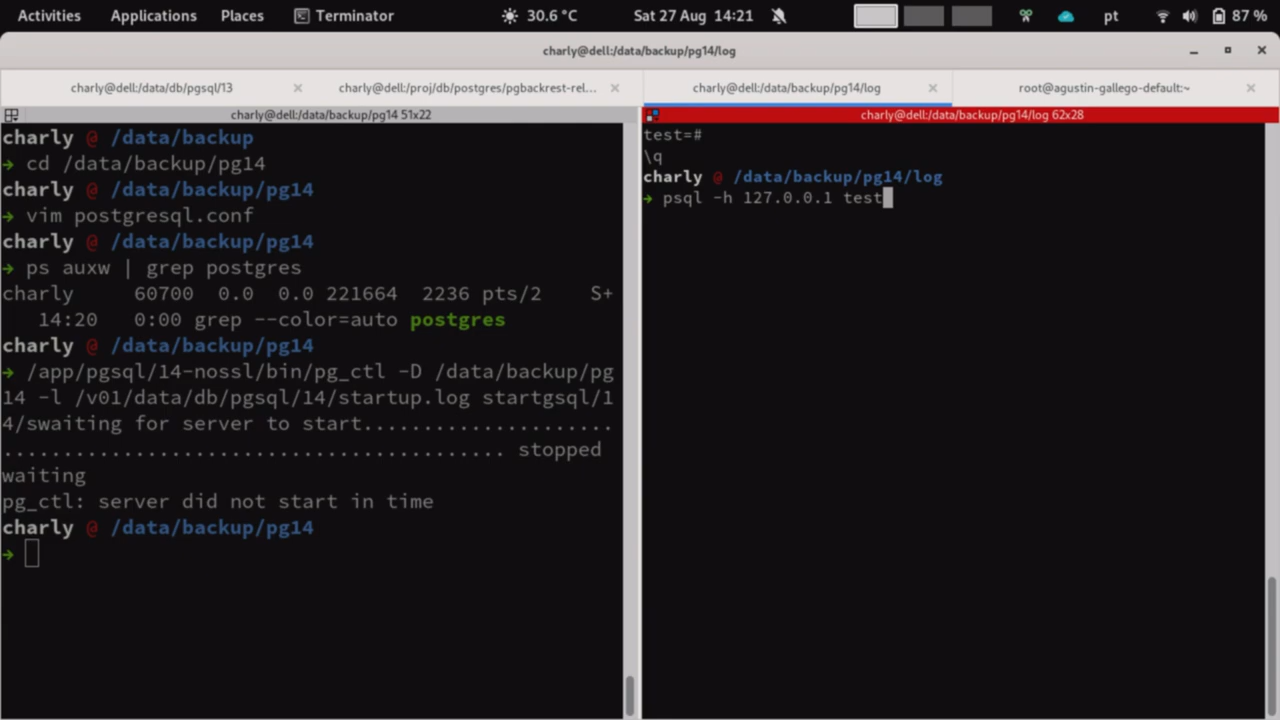 Activities Applications Places Terminator 30.6 °C Sat 27 Aug 14:21 pt 87 %
charly@dell:/data/backup/pg14/log
charly@dell:/data/db/pgsql/13 charly@dell:/proj/db/postgres/pgbackrest-rel... charly@dell:/data/backup/pg14/log root@agustin-gallego-default:~
charly@dell:/data/backup/pg14 51x22
charly @ /data/backup
→ cd /data/backup/pg14
charly @ /data/backup/pg14
→ vim postgresql.conf
charly @ /data/backup/pg14
→ ps auxw | grep postgres
charly 60700 0.0 0.0 221664 2236 pts/2 S+
14:20 0:00 grep --color=auto postgres
charly @ /data/backup/pg14
→ /app/pgsql/14-nossl/bin/pg_ctl -D /data/backup/pg
14 -l /v01/data/db/pgsql/14/startup.log startgsql/1
4/swaiting for server to start.....................
.......................................... stopped
waiting
pg_ctl: server did not start in time
charly @ /data/backup/pg14
→
charly@dell:/data/backup/pg14/log 62x28
test=#
\q
charly @ /data/backup/pg14/log
→ psql -h 127.0.0.1 test